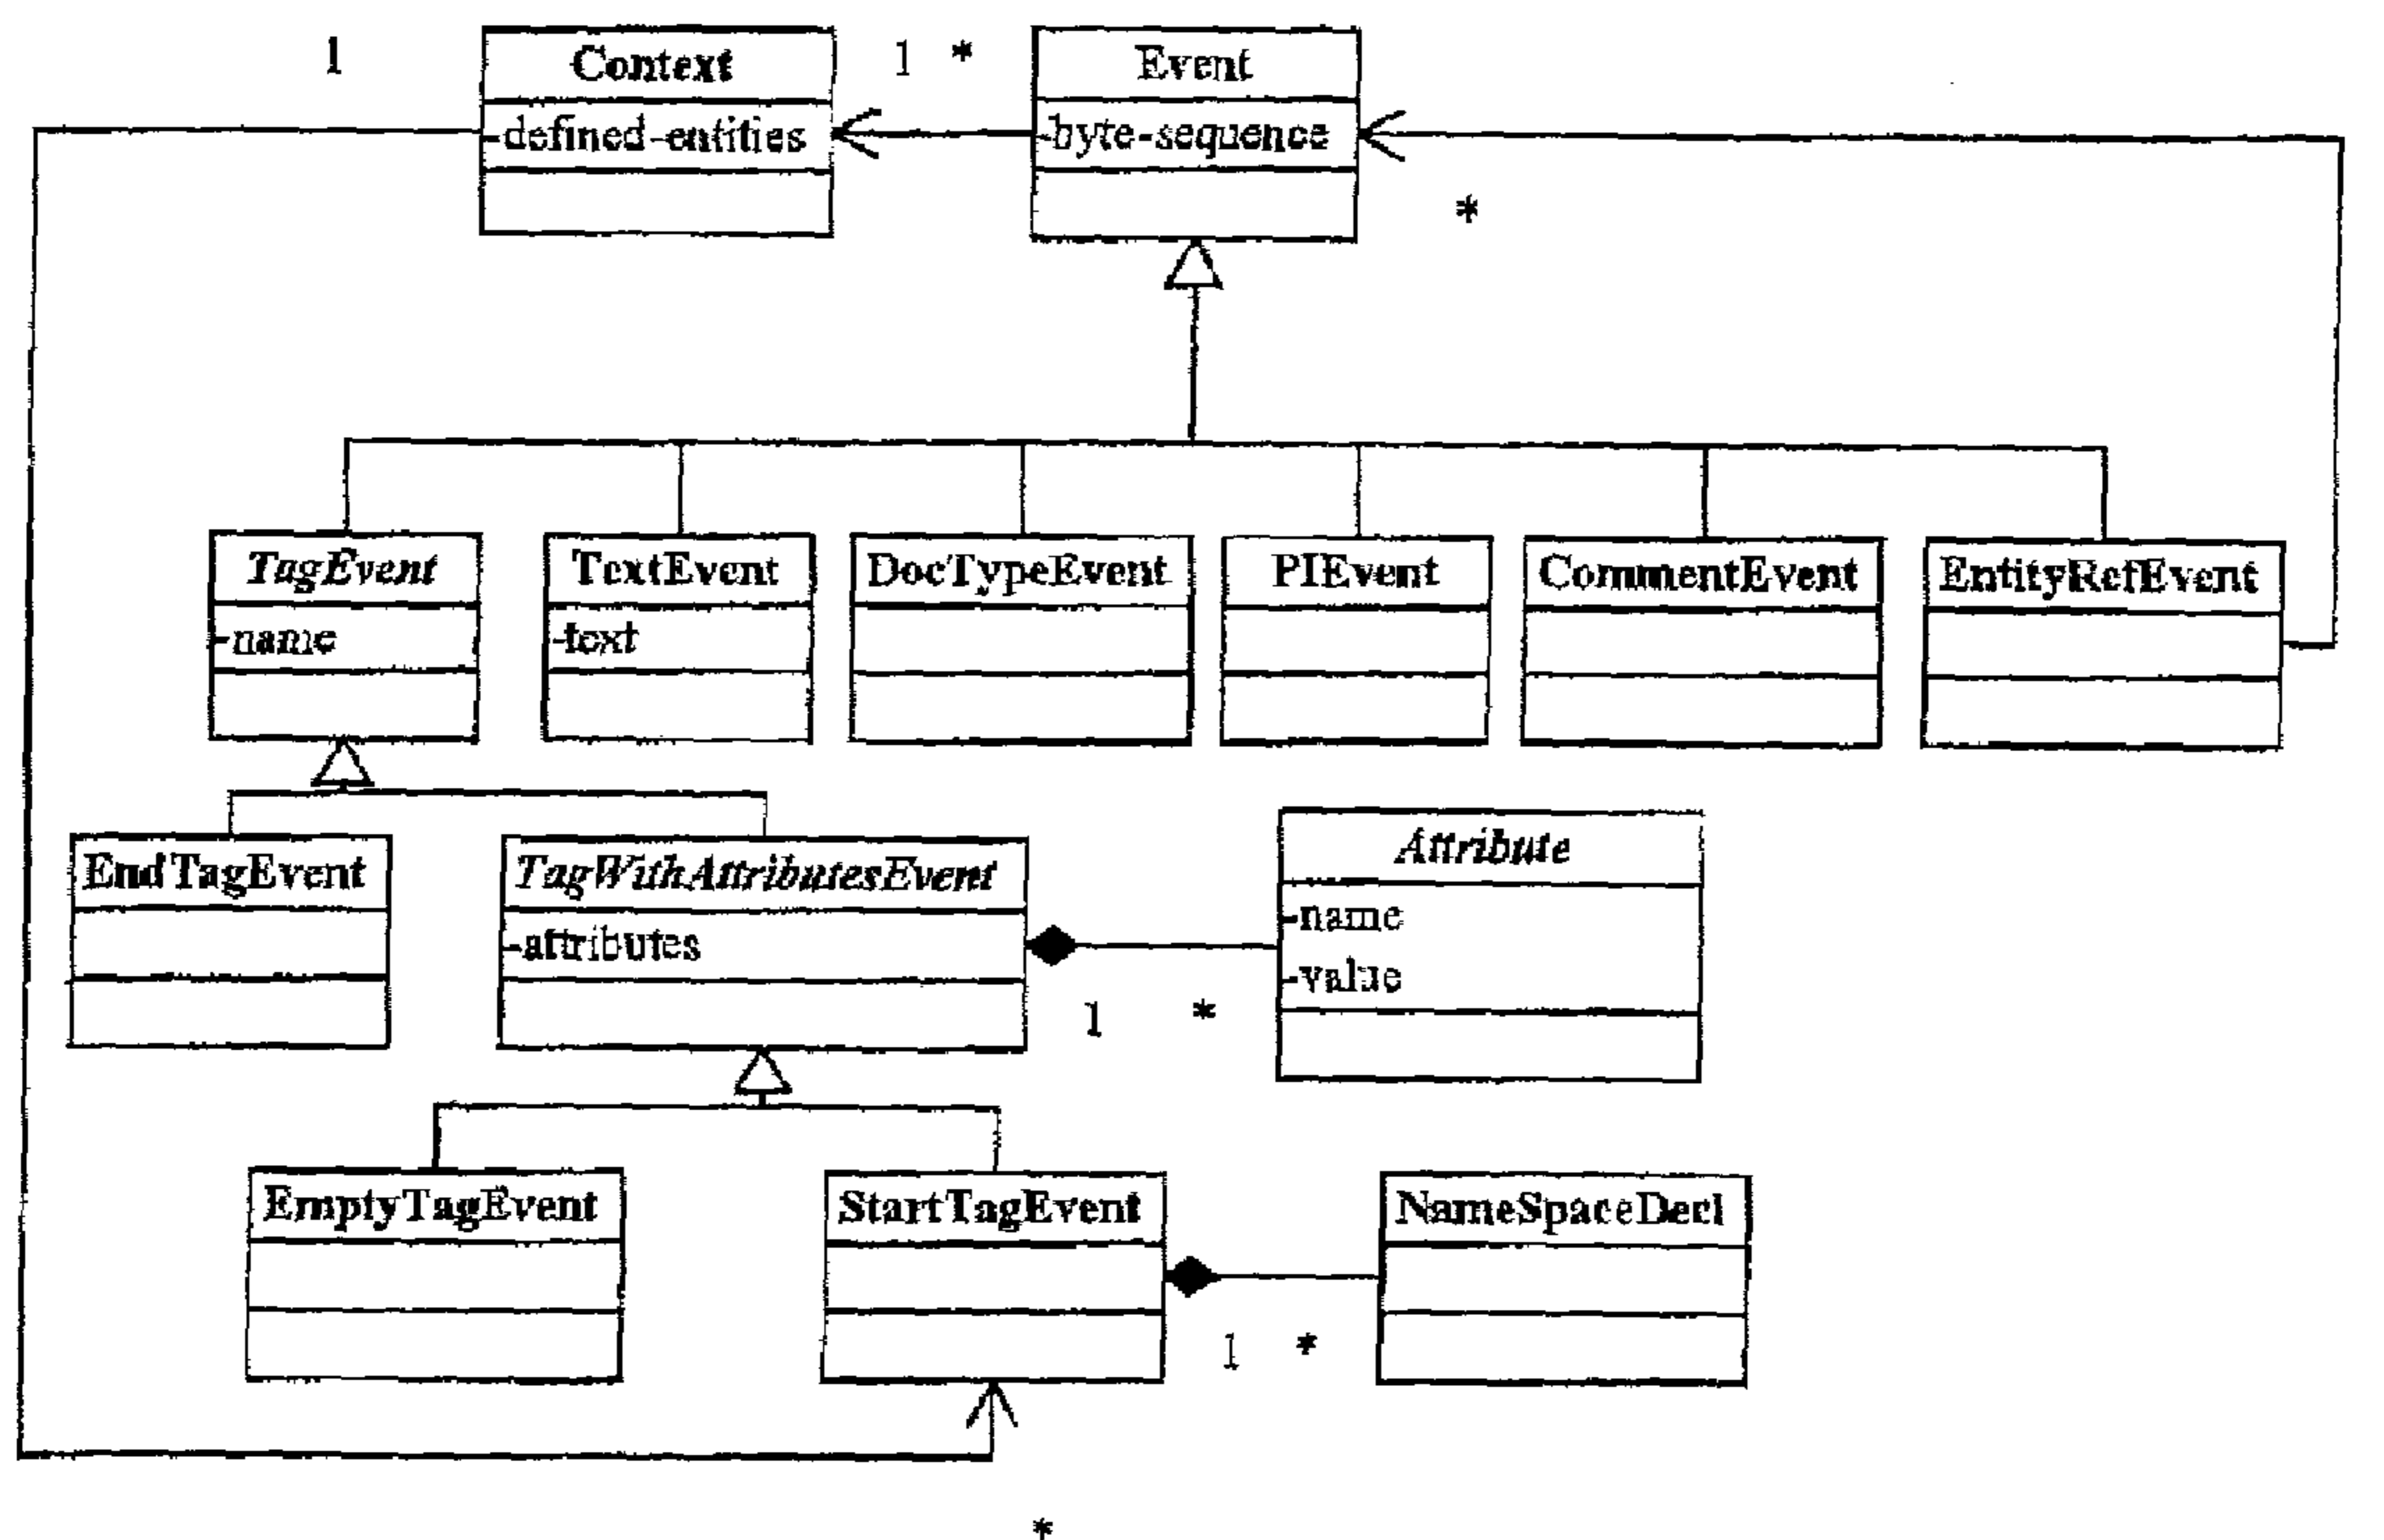 1
Context
1 *
Event
-defined-entities
-byte-sequence
*
TagEvent
TextEvent
DocTypeEvent
PIEvent
CommentEvent
EntityRefEvent
-name
-text
EndTagEvent
TagWithAttributesEvent
-attributes
Attribute
-name
-value
1 *
EmptyTagEvent
StartTagEvent
NameSpaceDecl
1 *
*